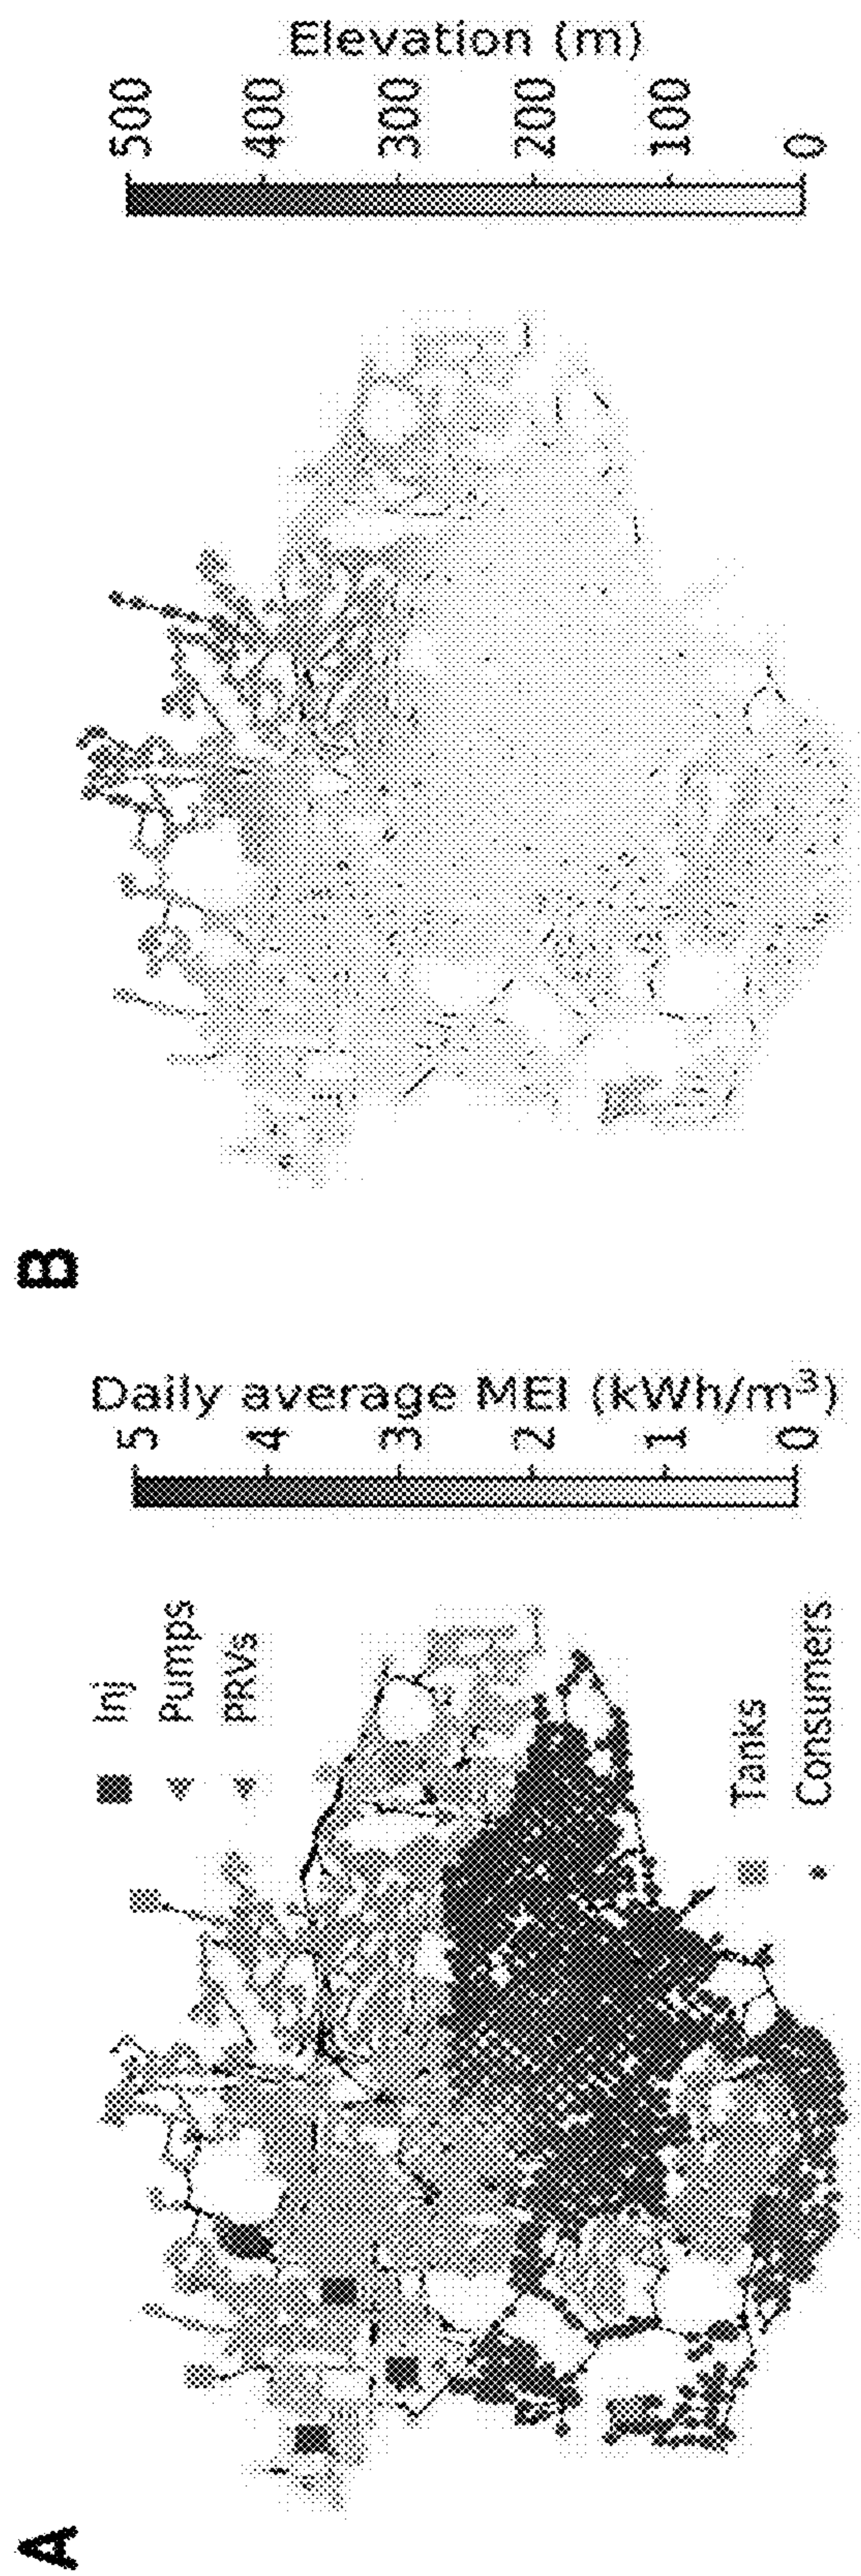 A
Inj
Pumps
PRVs
Tanks
Consumers
5
4
3
2
1
0
Daily average MEI (kWh/m³)
B
500
400
300
200
100
0
Elevation (m)